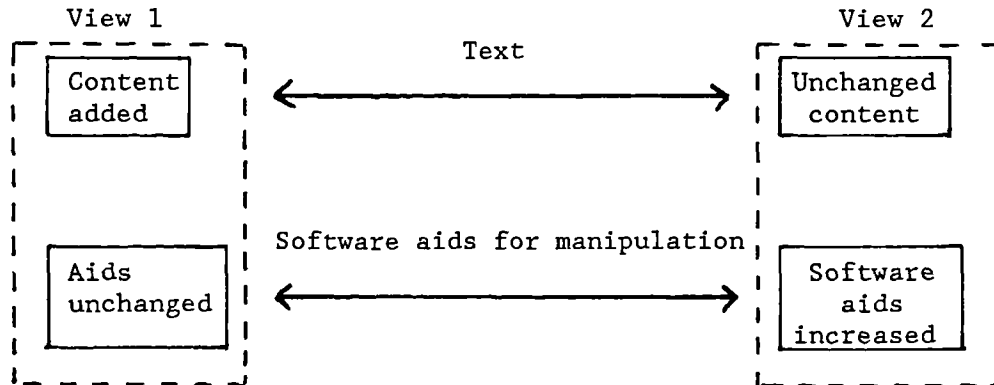 View 1
View 2
Text
Content
added
Unchanged
content
Software aids for manipulation
Aids
unchanged
Software
aids
increased